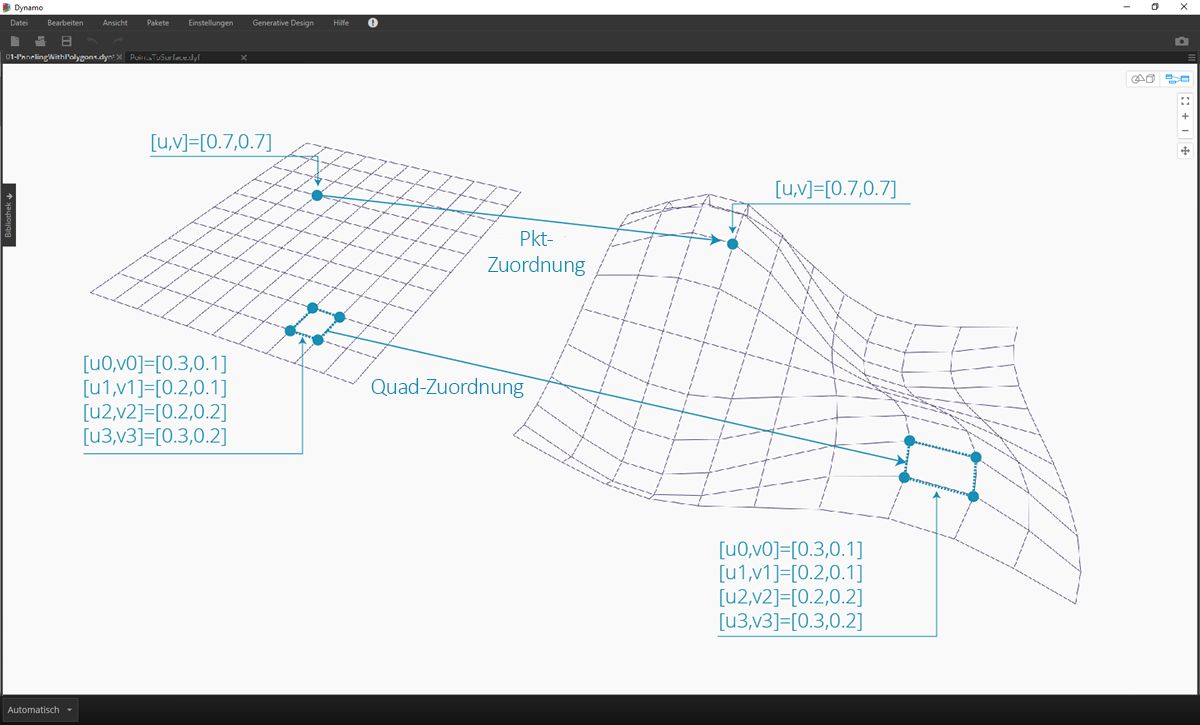 Dynamo
Datei Bearbeiten Ansicht Pakete Einstellungen Generative Design Hilfe
01-PanelingWithPolygons.dyn* PointsToSurface.dyf
[u,v]=[0.7,0.7]
[u,v]=[0.7,0.7]
Bibliothek
Pkt-
Zuordnung
[u0,v0]=[0.3,0.1]
[u1,v1]=[0.2,0.1]
[u2,v2]=[0.2,0.2]
[u3,v3]=[0.3,0.2]
Quad-Zuordnung
[u0,v0]=[0.3,0.1]
[u1,v1]=[0.2,0.1]
[u2,v2]=[0.2,0.2]
[u3,v3]=[0.3,0.2]
Automatisch